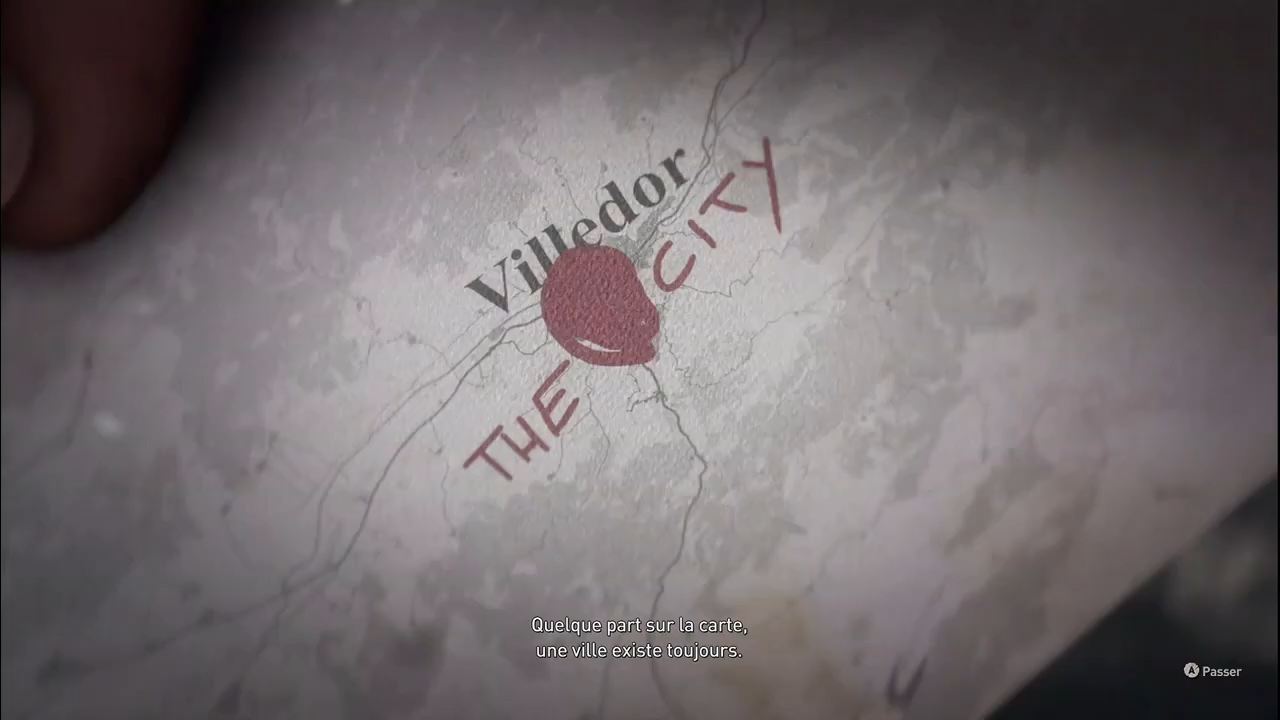 Villedor
THE CITY
Quelque part sur la carte,
une ville existe toujours.
A Passer